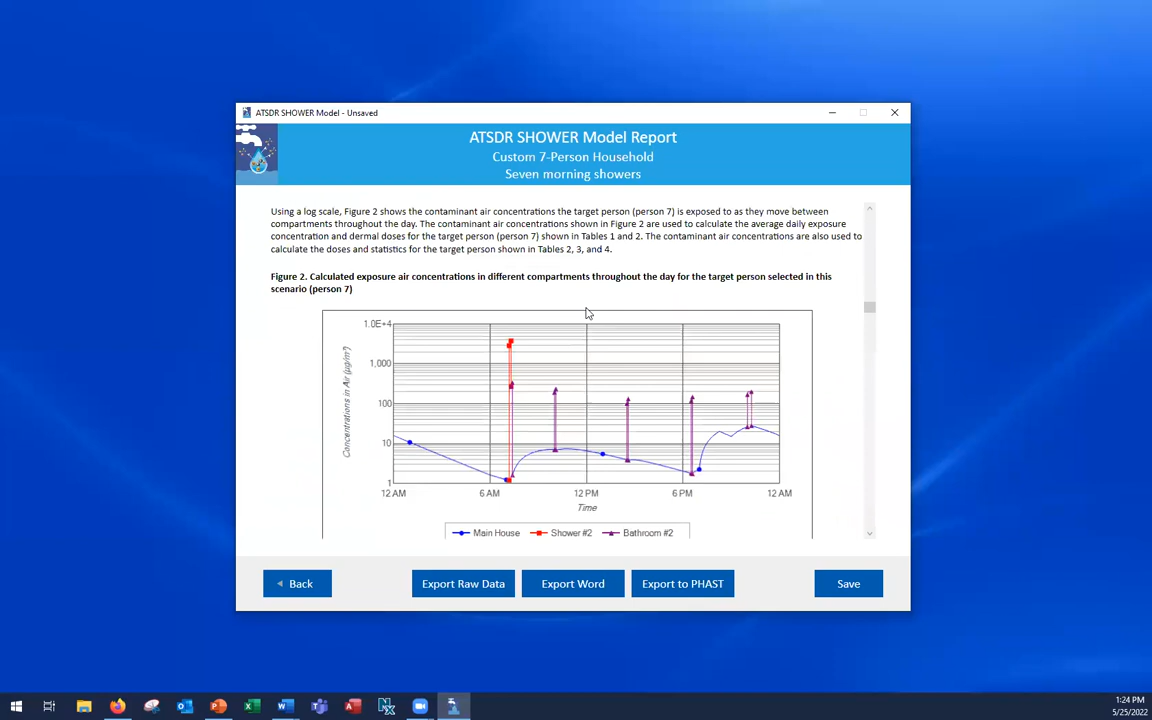 ATSDR SHOWER Model - Unsaved
ATSDR SHOWER Model Report
Custom 7-Person Household
Seven morning showers
Using a log scale, Figure 2 shows the contaminant air concentrations the target person (person 7) is exposed to as they move between
compartments throughout the day. The contaminant air concentrations shown in Figure 2 are used to calculate the average daily exposure
concentration and dermal doses for the target person (person 7) shown in Tables 1 and 2. The contaminant air concentrations are also used to
calculate the doses and statistics for the target person shown in Tables 2, 3, and 4.
Figure 2. Calculated exposure air concentrations in different compartments throughout the day for the target person selected in this
scenario (person 7)
1.0E+4
1,000
100
10
1
Concentrations in Air (µg/m³)
12 AM 6 AM 12 PM 6 PM 12 AM
Time
Main House Shower #2 Bathroom #2
Back Export Raw Data Export Word Export to PHAST Save
1:24 PM
5/25/2022